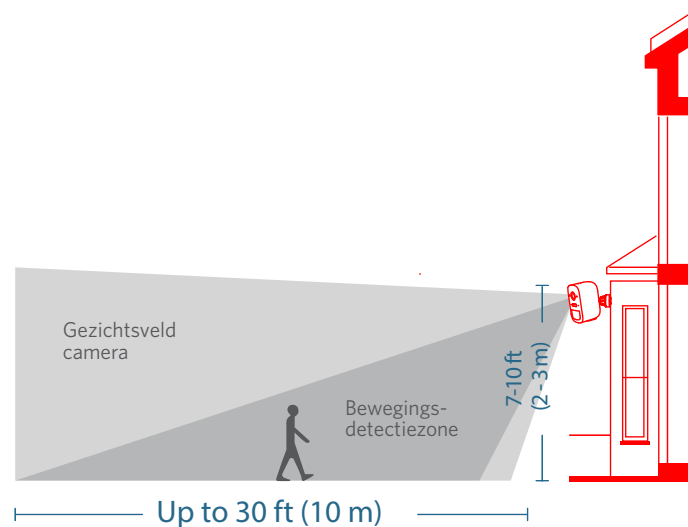 Gezichtsveld
camera
Bewegings-
detectiezone
7-10 ft
(2 - 3 m)
Up to 30 ft (10 m)